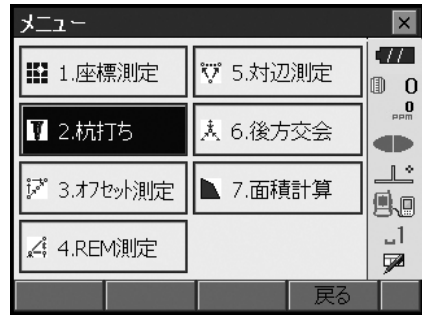 メニュー
1.座標測定
5.対辺測定
2.杭打ち
6.後方交会
3.オフセット測定
7.面積計算
4.REM測定
0
0
PPM
1
戻る